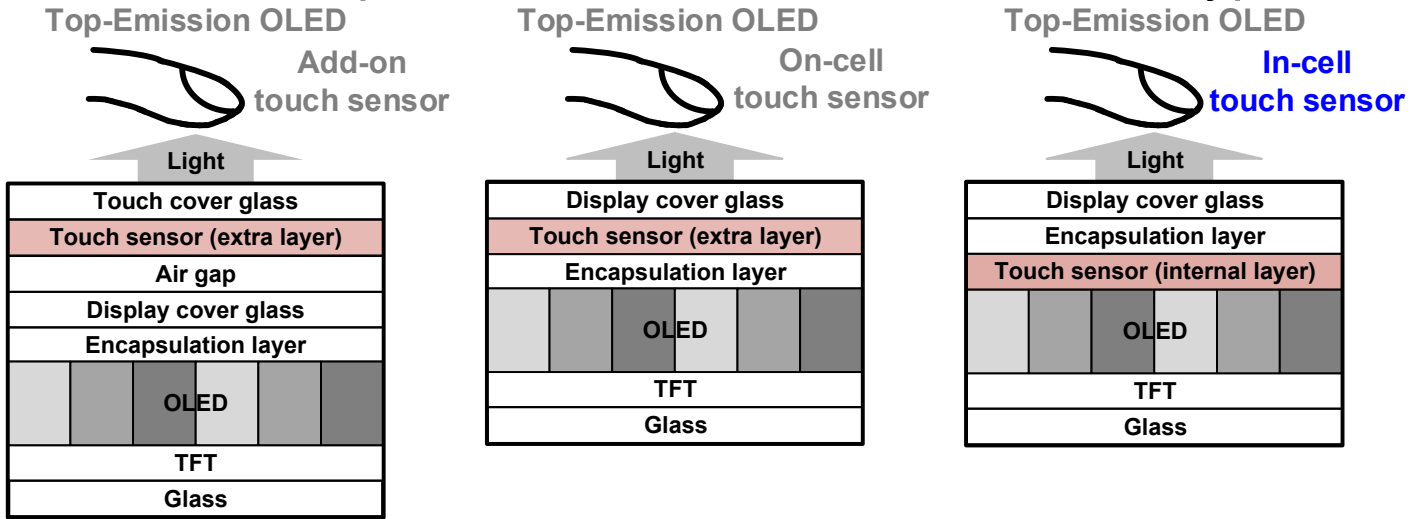 Top-Emission OLED
Add-on
touch sensor
Light
Touch cover glass
Touch sensor (extra layer)
Air gap
Display cover glass
Encapsulation layer
OLED
TFT
Glass
Top-Emission OLED
On-cell
touch sensor
Light
Display cover glass
Touch sensor (extra layer)
Encapsulation layer
OLED
TFT
Glass
Top-Emission OLED
In-cell
touch sensor
Light
Display cover glass
Encapsulation layer
Touch sensor (internal layer)
OLED
TFT
Glass